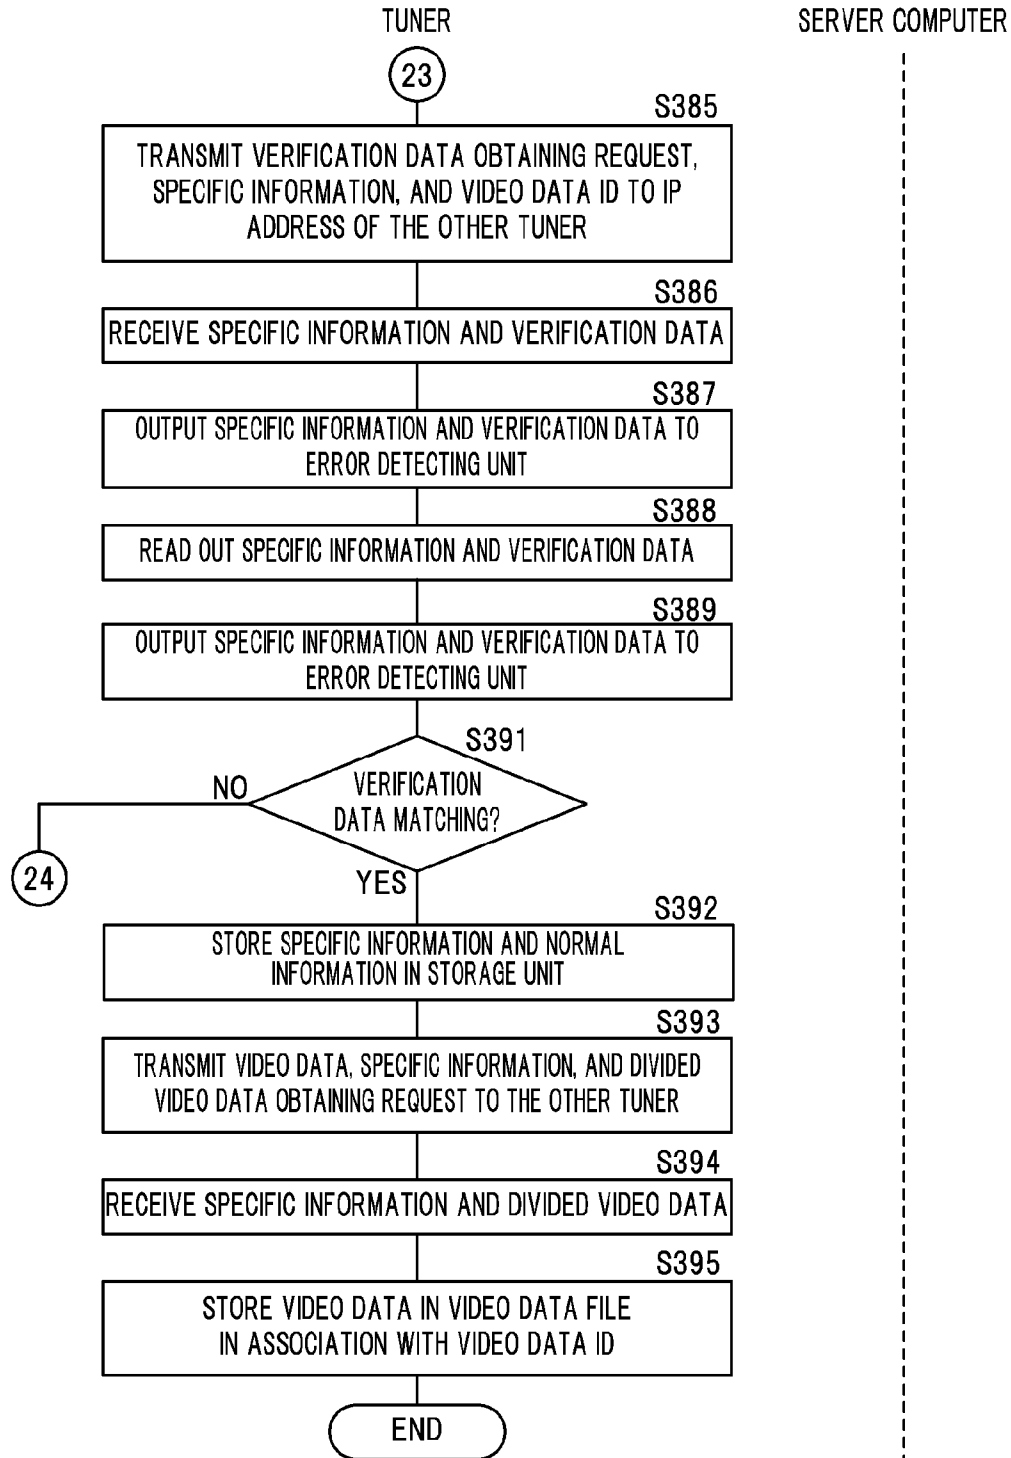 TUNER
SERVER COMPUTER
23
S385
TRANSMIT VERIFICATION DATA OBTAINING REQUEST,
SPECIFIC INFORMATION, AND VIDEO DATA ID TO IP
ADDRESS OF THE OTHER TUNER
S386
RECEIVE SPECIFIC INFORMATION AND VERIFICATION DATA
S387
OUTPUT SPECIFIC INFORMATION AND VERIFICATION DATA TO
ERROR DETECTING UNIT
S388
READ OUT SPECIFIC INFORMATION AND VERIFICATION DATA
S389
OUTPUT SPECIFIC INFORMATION AND VERIFICATION DATA TO
ERROR DETECTING UNIT
S391
VERIFICATION
DATA MATCHING?
NO
24
YES
S392
STORE SPECIFIC INFORMATION AND NORMAL
INFORMATION IN STORAGE UNIT
S393
TRANSMIT VIDEO DATA, SPECIFIC INFORMATION, AND DIVIDED
VIDEO DATA OBTAINING REQUEST TO THE OTHER TUNER
S394
RECEIVE SPECIFIC INFORMATION AND DIVIDED VIDEO DATA
S395
STORE VIDEO DATA IN VIDEO DATA FILE
IN ASSOCIATION WITH VIDEO DATA ID
END